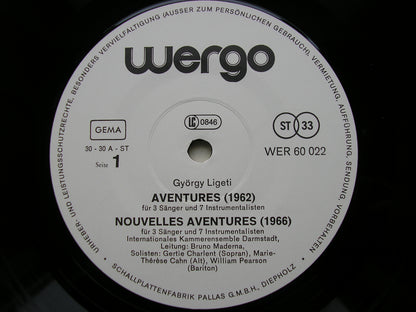 URHEBER- UND LEISTUNGSSCHUTZRECHTE, BESONDERS VERVIELFÄLTIGUNG (AUSSER ZUM PERSÖNLICHEN GEBRAUCH), VERMIETUNG, AUFFÜHRUNG, SENDUNG, VORBEHALTEN
wergo
GEMA
LC 0846
ST 33
30 - 30 A - ST
Seite 1
WER 60 022
György Ligeti
AVENTURES (1962)
für 3 Sänger und 7 Instrumentalisten
NOUVELLES AVENTURES (1966)
für 3 Sänger und 7 Instrumentalisten
Internationales Kammerensemble Darmstadt,
Leitung: Bruno Maderna,
Solisten: Gertie Charlent (Sopran), Marie-
Thérèse Cahn (Alt), William Pearson
(Bariton)
• SCHALLPLATTENFABRIK PALLAS G.M.B.H., DIEPHOLZ •